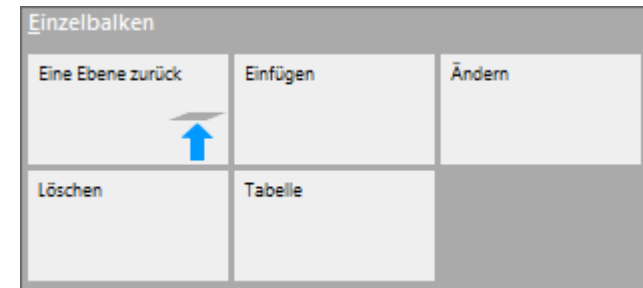 Einzelbalken
Eine Ebene zurück
Einfügen
Ändern
Löschen
Tabelle